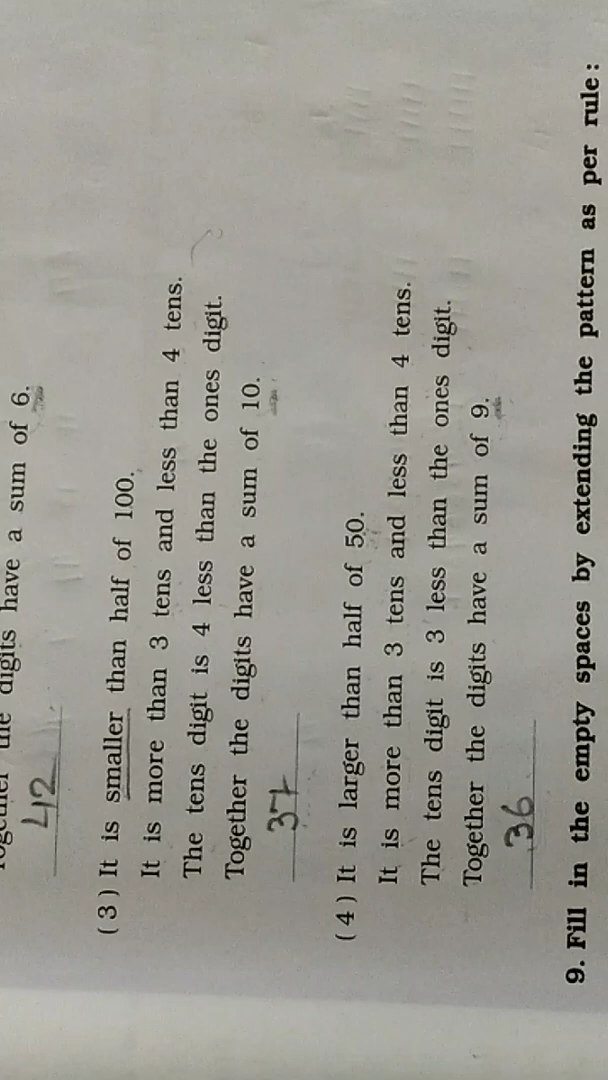 Together the digits have a sum of 6.
42
(3) It is smaller than half of 100.
It is more than 3 tens and less than 4 tens.
The tens digit is 4 less than the ones digit.
Together the digits have a sum of 10.
37
(4) It is larger than half of 50.
It is more than 3 tens and less than 4 tens.
The tens digit is 3 less than the ones digit.
Together the digits have a sum of 9.
36
9. Fill in the empty spaces by extending the pattern as per rule: